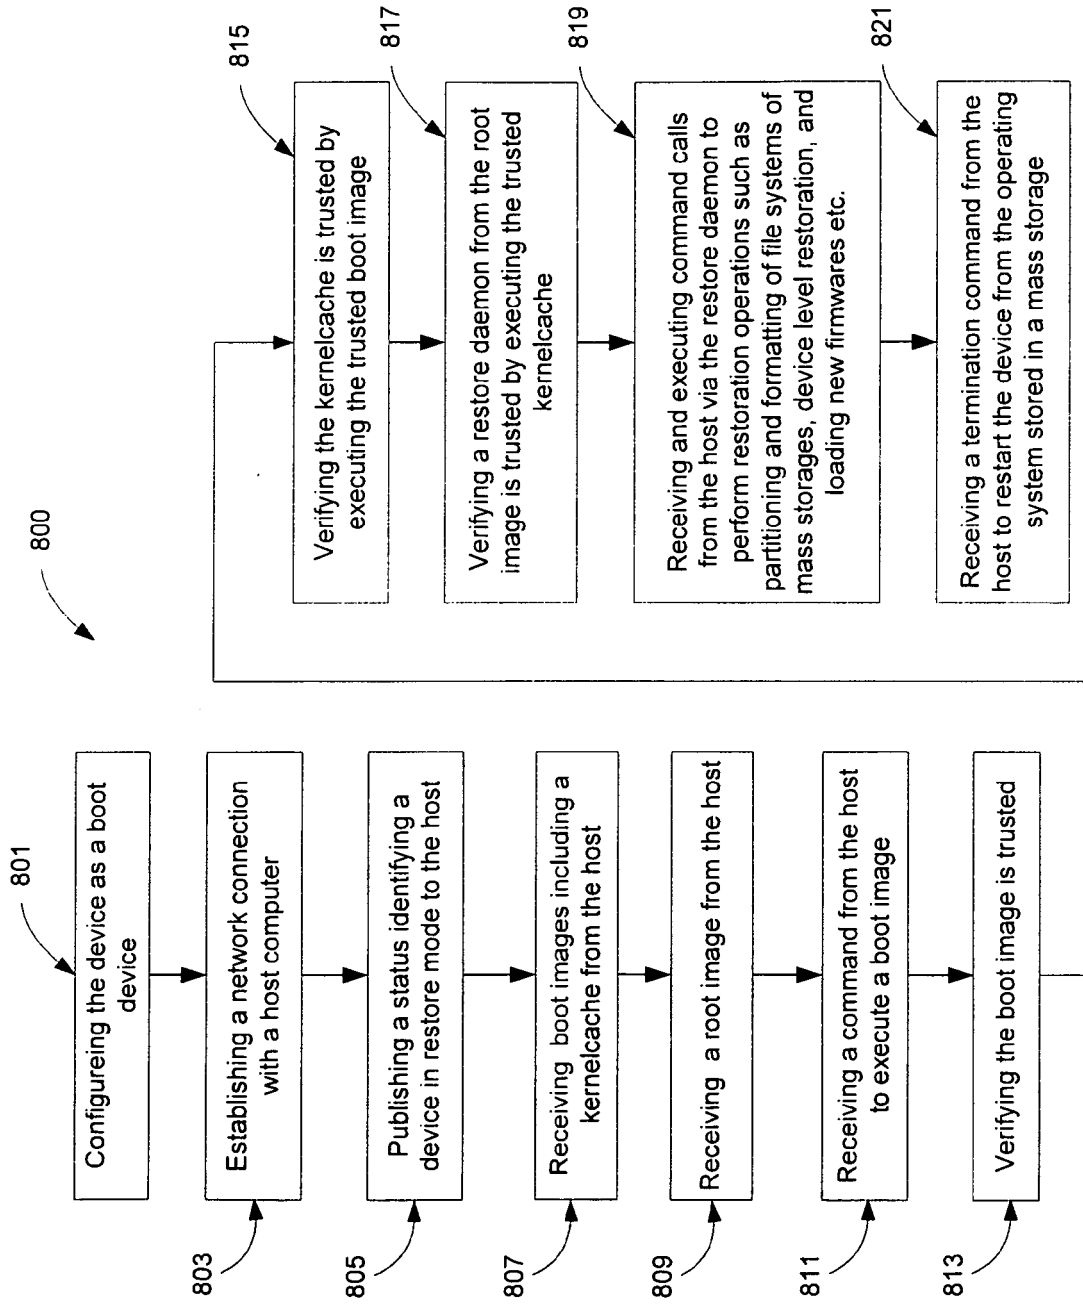 800
801
Configureing the device as a boot
device
803
Establishing a network connection
with a host computer
805
Publishing a status identifying a
device in restore mode to the host
807
Receiving boot images including a
kernelcache from the host
809
Receiving a root image from the host
811
Receiving a command from the host
to execute a boot image
813
Verifying the boot image is trusted
815
Verifying the kernelcache is trusted by
executing the trusted boot image
817
Verifying a restore daemon from the root
image is trusted by executing the trusted
kernelcache
819
Receiving and executing command calls
from the host via the restore daemon to
perform restoration operations such as
partitioning and formatting of file systems of
mass storages, device level restoration, and
loading new firmwares etc.
821
Receiving a termination command from the
host to restart the device from the operating
system stored in a mass storage